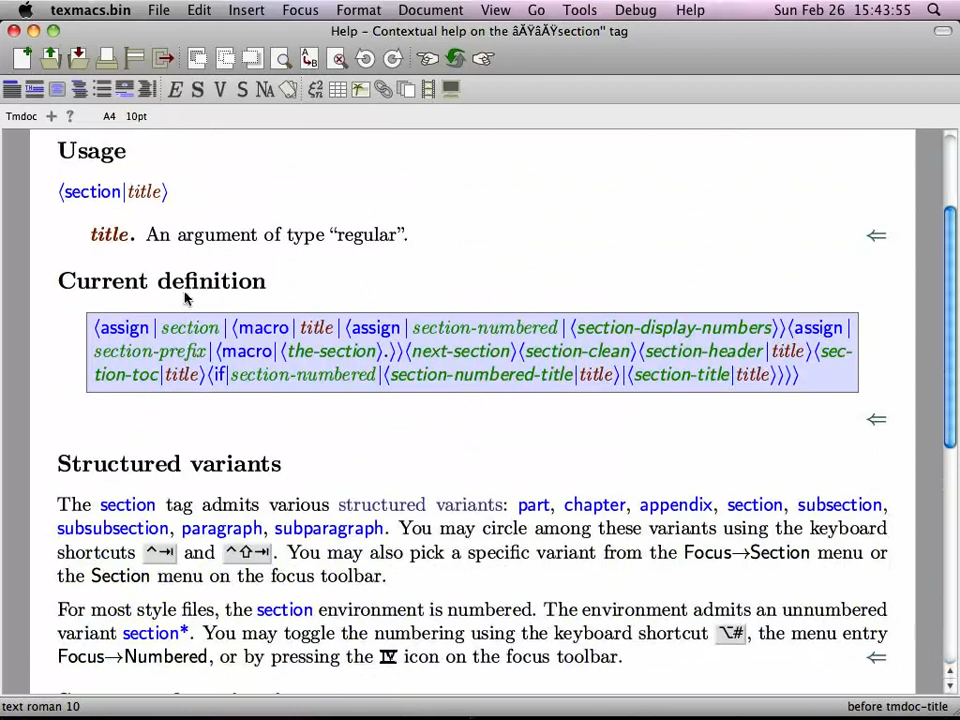 texmacs.bin File Edit Insert Focus Format Document View Go Tools Debug Help Sun Feb 26 15:43:55
Help - Contextual help on the âĂŸâĂŸsection" tag
Tmdoc + ? A4 10pt
Usage
⟨section|title⟩
title. An argument of type “regular”.
Current definition
⟨assign|section|⟨macro|title|⟨assign|section-numbered|⟨section-display-numbers⟩⟩⟨assign|
section-prefix|⟨macro|⟨the-section⟩.⟩⟩⟨next-section⟩⟨section-clean⟩⟨section-header|title⟩⟨sec-
tion-toc|title⟩⟨if|section-numbered|⟨section-numbered-title|title⟩|⟨section-title|title⟩⟩⟩⟩
Structured variants
The section tag admits various structured variants: part, chapter, appendix, section, subsection,
subsubsection, paragraph, subparagraph. You may circle among these variants using the keyboard
shortcuts ^⇥ and ^⇧⇥. You may also pick a specific variant from the Focus→Section menu or
the Section menu on the focus toolbar.
For most style files, the section environment is numbered. The environment admits an unnumbered
variant section*. You may toggle the numbering using the keyboard shortcut ⌥#, the menu entry
Focus→Numbered, or by pressing the IV icon on the focus toolbar.
text roman 10 before tmdoc-title